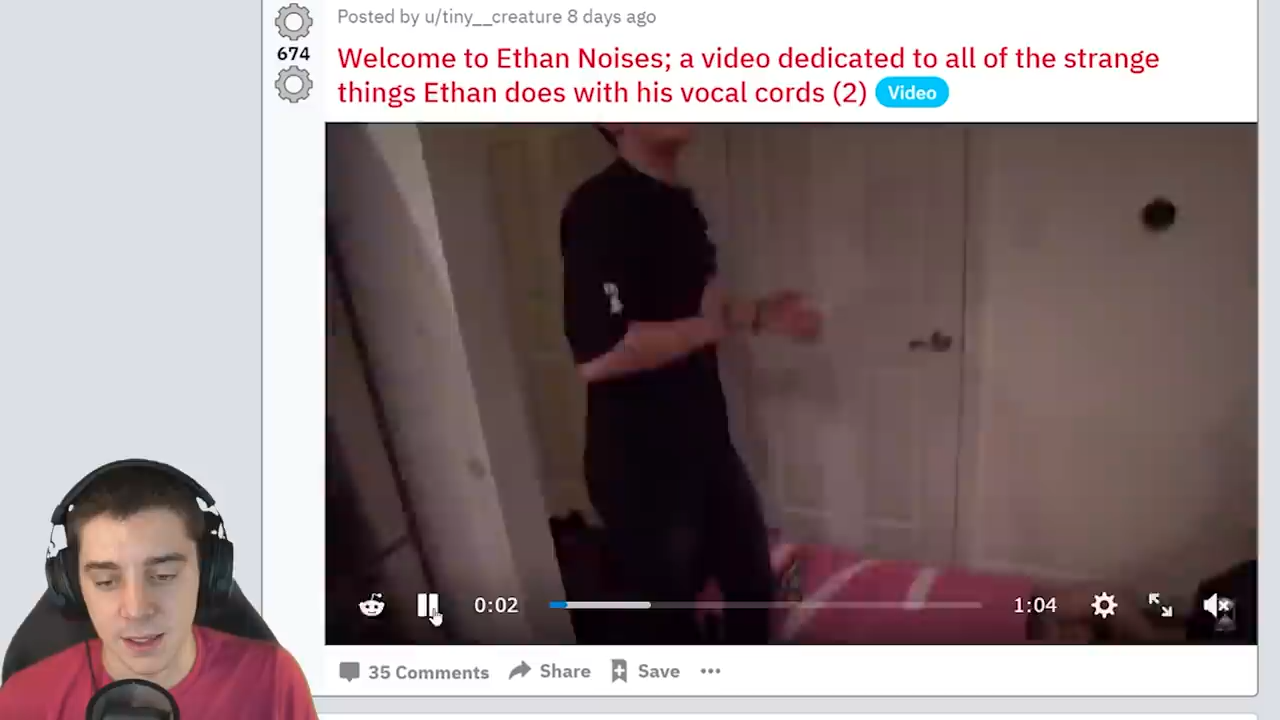 Posted by u/tiny__creature 8 days ago
674
Welcome to Ethan Noises; a video dedicated to all of the strange
things Ethan does with his vocal cords (2) Video
0:02 1:04
35 Comments Share Save